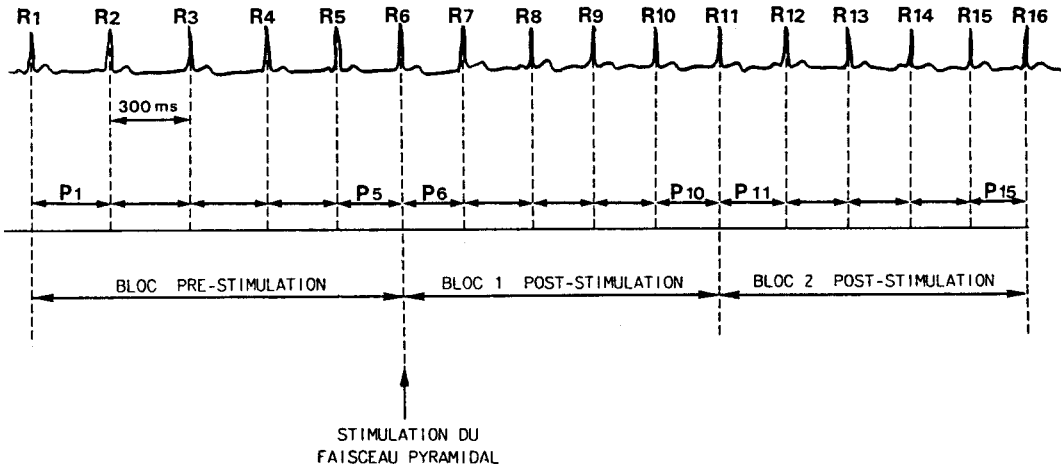 R1 R2 R3 R4 R5 R6 R7 R8 R9 R10 R11 R12 R13 R14 R15 R16
300 ms
P1 P5 P6 P10 P11 P15
BLOC PRE-STIMULATION BLOC 1 POST-STIMULATION BLOC 2 POST-STIMULATION
STIMULATION DU
FAISCEAU PYRAMIDAL